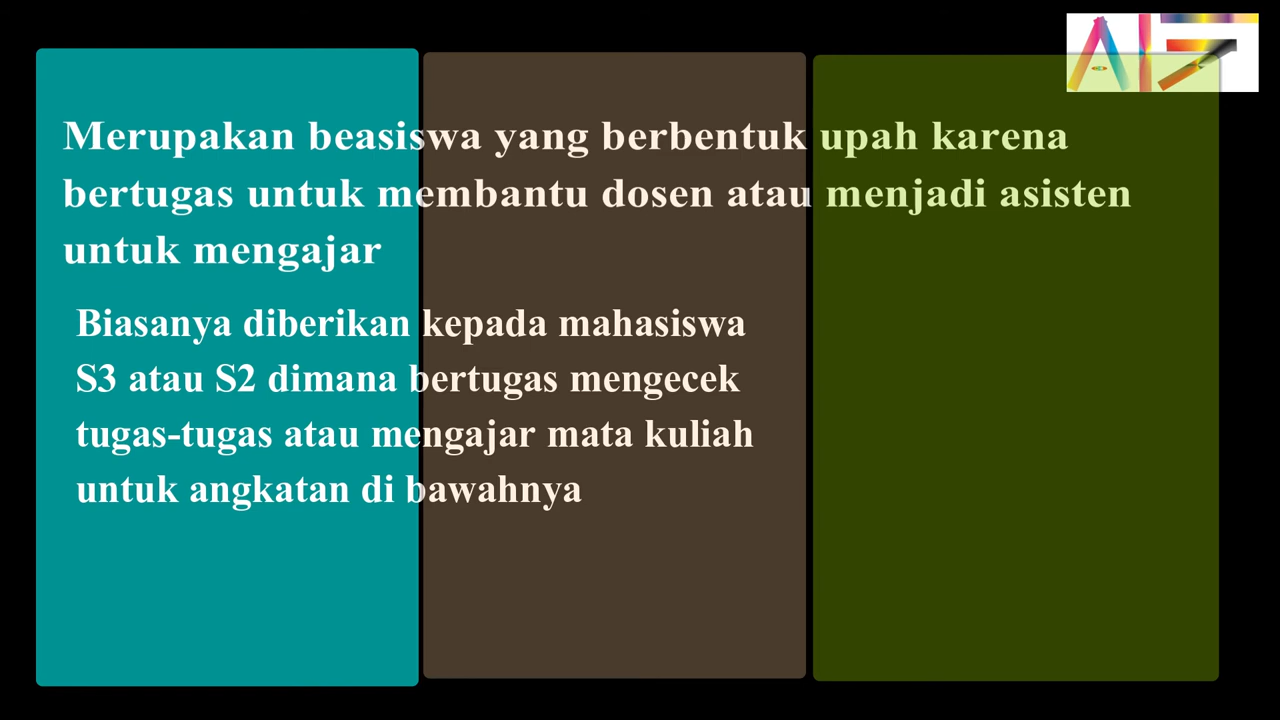 Merupakan beasiswa yang berbentuk upah karena
bertugas untuk membantu dosen atau menjadi asisten
untuk mengajar
Biasanya diberikan kepada mahasiswa
S3 atau S2 dimana bertugas mengecek
tugas-tugas atau mengajar mata kuliah
untuk angkatan di bawahnya